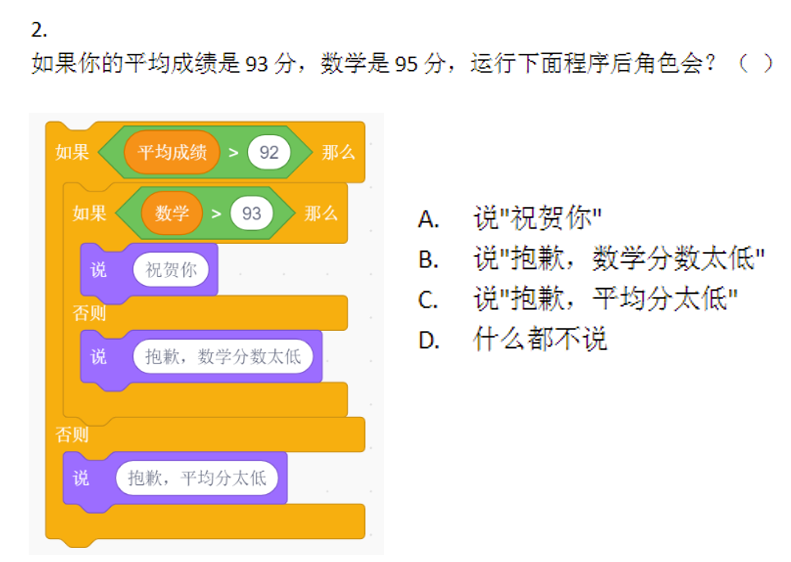 2.
如果你的平均成绩是 93 分，数学是 95 分，运行下面程序后角色会？（ ）
如果 平均成绩 > 92 那么
如果 数学 > 93 那么
说 祝贺你
否则
说 抱歉，数学分数太低
否则
说 抱歉，平均分太低
A. 说"祝贺你"
B. 说"抱歉，数学分数太低"
C. 说"抱歉，平均分太低"
D. 什么都不说